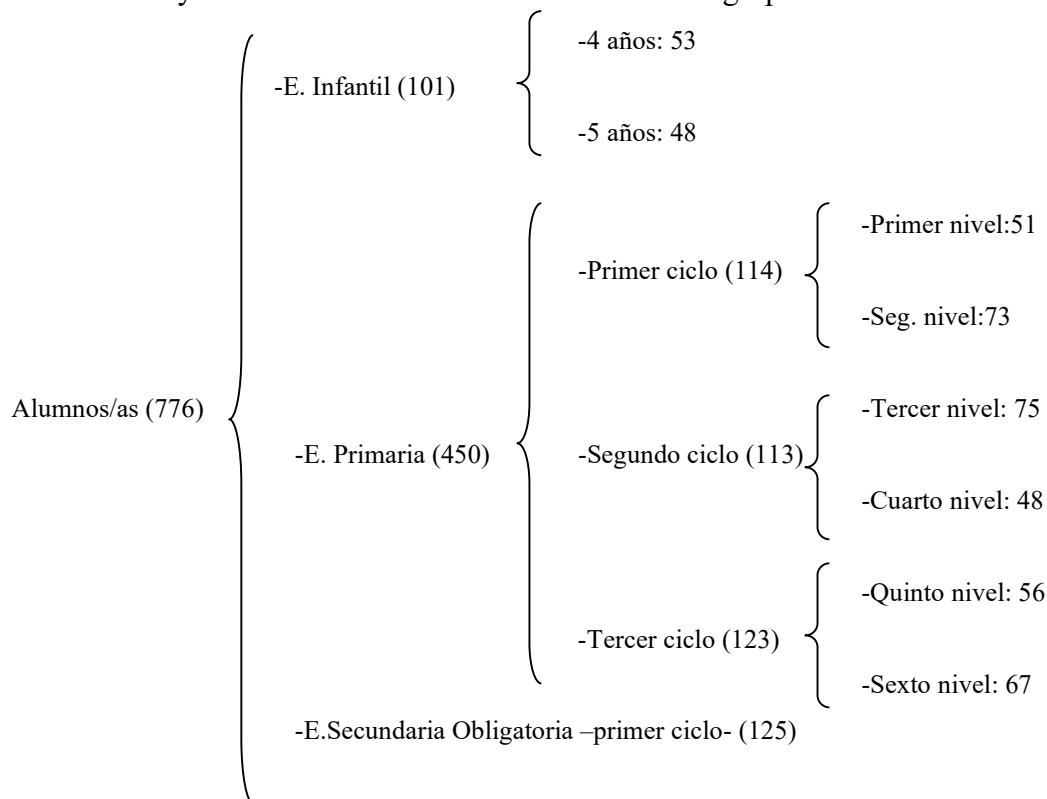 -4 años: 53
-E. Infantil (101)
-5 años: 48
-Primer nivel:51
-Primer ciclo (114)
-Seg. nivel:73
Alumnos/as (776)
-Tercer nivel: 75
-E. Primaria (450)
-Segundo ciclo (113)
-Cuarto nivel: 48
-Quinto nivel: 56
-Tercer ciclo (123)
-Sexto nivel: 67
-E.Secundaria Obligatoria –primer ciclo- (125)